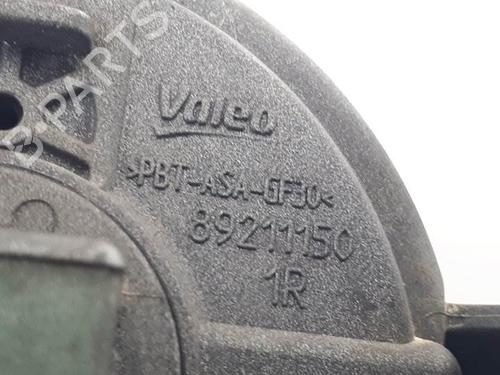 B-PARTS
Valeo
>PBT-ASA-GF30<
89211150
1R